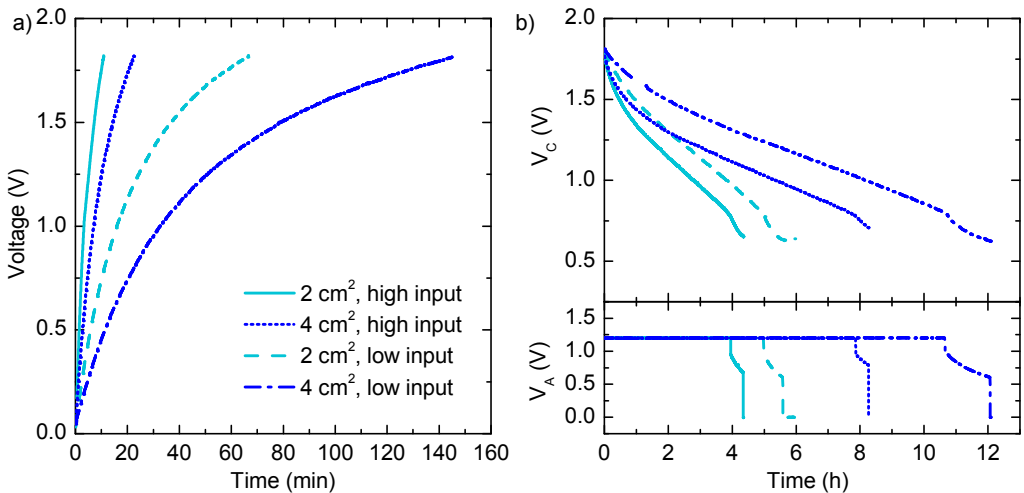 a)
2.0
1.5
1.0
0.5
0.0
Voltage (V)
0 20 40 60 80 100 120 140 160
Time (min)
2 cm², high input
4 cm², high input
2 cm², low input
4 cm², low input
b)
2.0
1.5
1.0
0.5
V_C (V)
1.5
1.0
0.5
0.0
V_A (V)
0 2 4 6 8 10 12
Time (h)